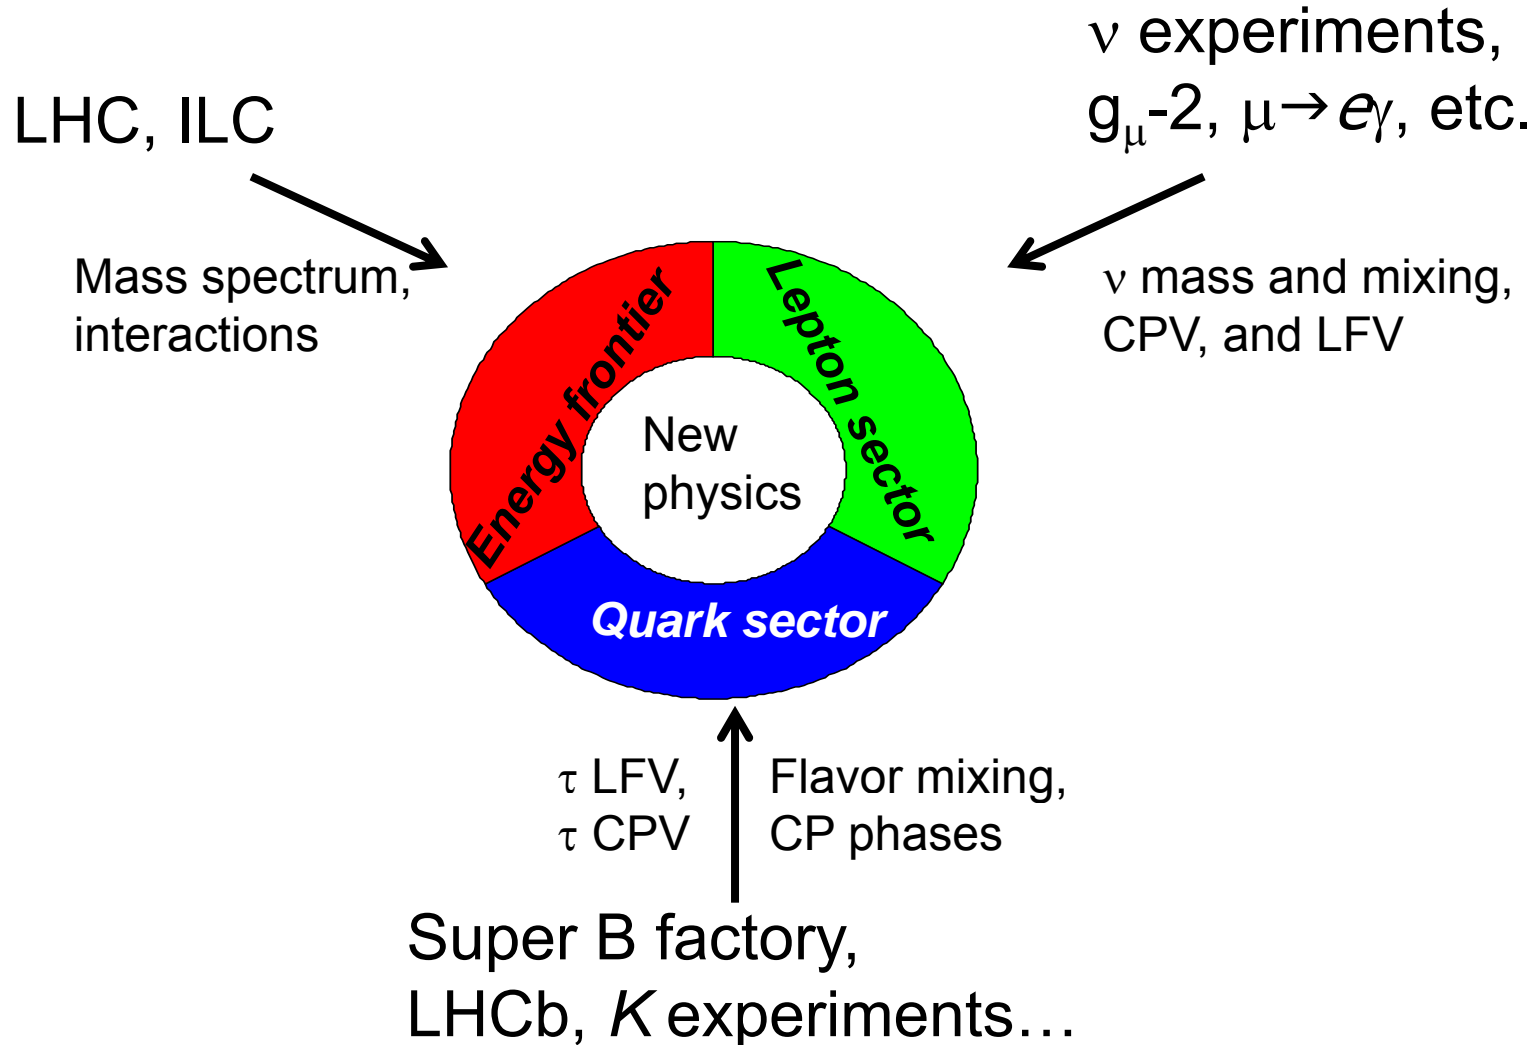 ν experiments,
LHC, ILC
g_μ-2, μ→eγ, etc.
Mass spectrum,
interactions
ν mass and mixing,
CPV, and LFV
Energy frontier
Lepton sector
New
physics
Quark sector
τ LFV,
τ CPV
Flavor mixing,
CP phases
Super B factory,
LHCb, K experiments…